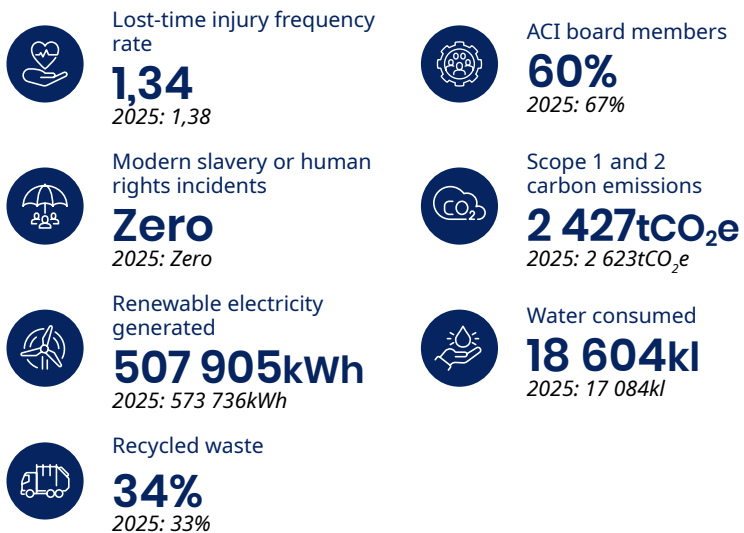 Lost-time injury frequency
rate
1,34
2025: 1,38
ACI board members
60%
2025: 67%
Modern slavery or human
rights incidents
Zero
2025: Zero
Scope 1 and 2
carbon emissions
CO₂
2 427tCO₂e
2025: 2 623tCO₂e
Renewable electricity
generated
507 905kWh
2025: 573 736kWh
Water consumed
18 604kl
2025: 17 084kl
Recycled waste
34%
2025: 33%